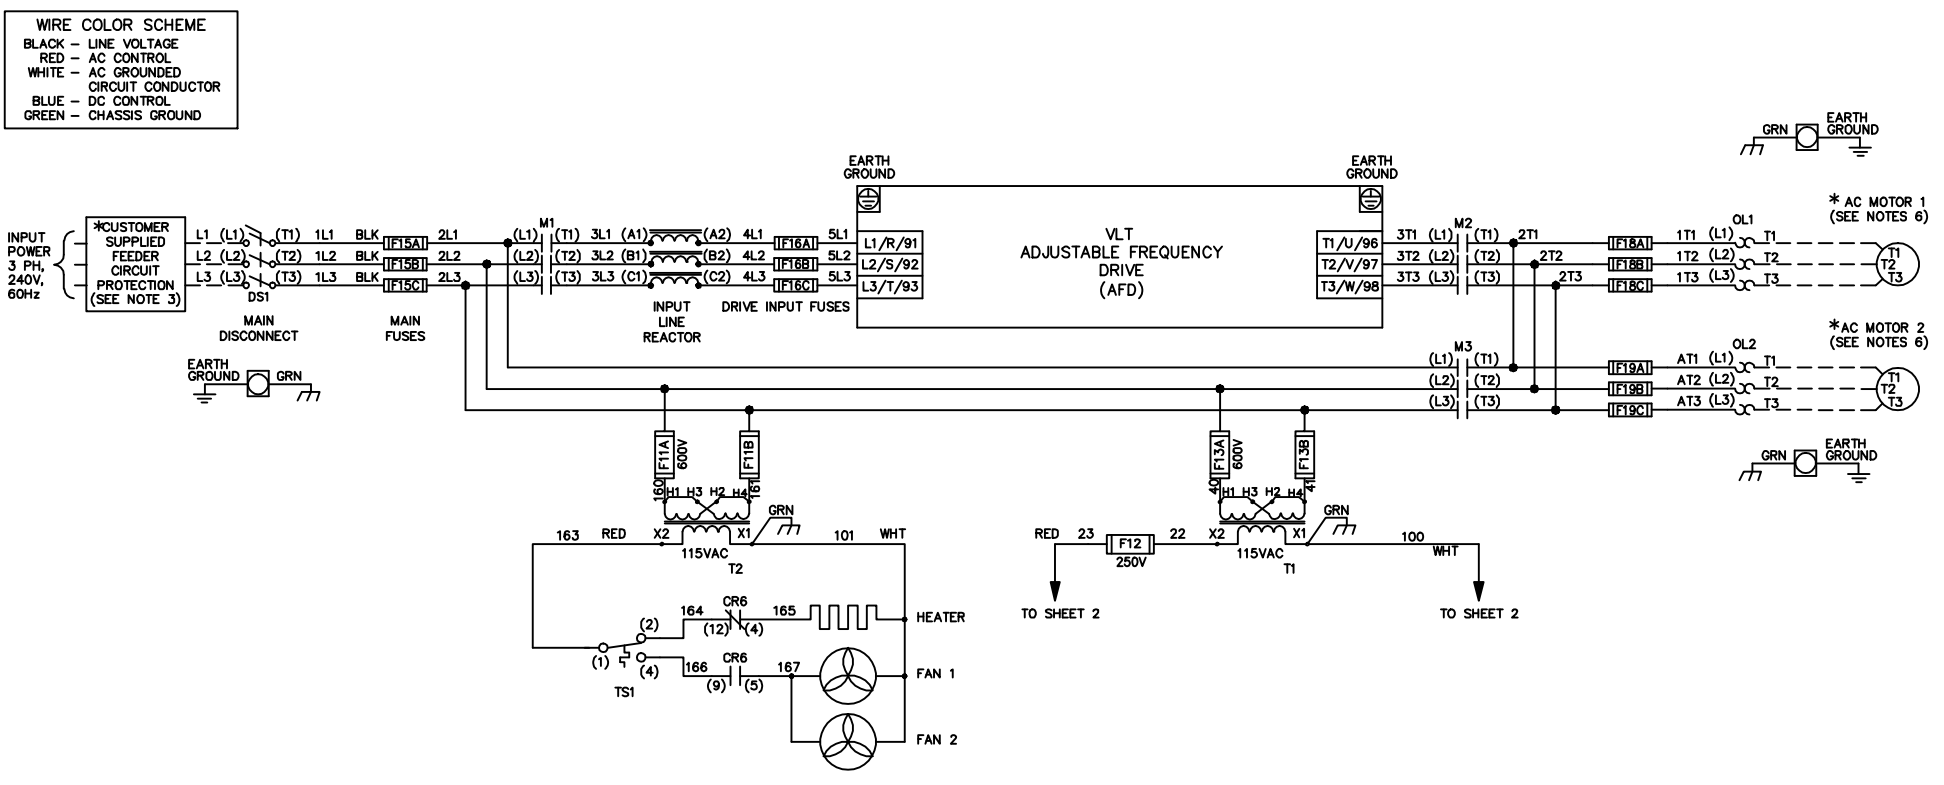 WIRE COLOR SCHEME
BLACK – LINE VOLTAGE
RED – AC CONTROL
WHITE – AC GROUNDED
CIRCUIT CONDUCTOR
BLUE – DC CONTROL
GREEN – CHASSIS GROUND
INPUT
POWER
3 PH,
240V,
60Hz
*CUSTOMER
SUPPLIED
FEEDER
CIRCUIT
PROTECTION
(SEE NOTE 3)
L1 (L1) (T1) 1L1 BLK F15A 2L1
L2 (L2) (T2) 1L2 BLK F15B 2L2
L3 (L3) (T3) 1L3 BLK F15C 2L3
DS1
MAIN
DISCONNECT
MAIN
FUSES
EARTH
GROUND
GRN
M1
(L1) (T1) 3L1 (A1) (A2) 4L1 F16A 5L1
(L2) (T2) 3L2 (B1) (B2) 4L2 F16B 5L2
(L3) (T3) 3L3 (C1) (C2) 4L3 F16C 5L3
INPUT
LINE
REACTOR
DRIVE INPUT FUSES
EARTH
GROUND
EARTH
GROUND
L1/R/91
L2/S/92
L3/T/93
VLT
ADJUSTABLE FREQUENCY
DRIVE
(AFD)
T1/U/96
T2/V/97
T3/W/98
M2
3T1 (L1) (T1) 2T1
3T2 (L2) (T2) 2T2
3T3 (L3) (T3) 2T3
F18A 1T1 (L1) T1
F18B 1T2 (L2) T2
F18C 1T3 (L3) T3
OL1
GRN
EARTH
GROUND
* AC MOTOR 1
(SEE NOTES 6)
T1
T2
T3
M3
(L1) (T1)
(L2) (T2)
(L3) (T3)
F19A AT1 (L1) T1
F19B AT2 (L2) T2
F19C AT3 (L3) T3
OL2
* AC MOTOR 2
(SEE NOTES 6)
T1
T2
T3
GRN
EARTH
GROUND
F11A
600V
F11B
160
161
H1 H3 H2 H4
GRN
163 RED X2 X1 101 WHT
115VAC
T2
F13A
600V
F13B
40
41
H1 H3 H2 H4
GRN
RED 23 F12 22 X2 X1 100
WHT
250V
115VAC
T1
TO SHEET 2
TO SHEET 2
164 CR6 165
(12) (4)
HEATER
(2)
(1)
(4)
TS1
166 CR6 167
(9) (5)
FAN 1
FAN 2